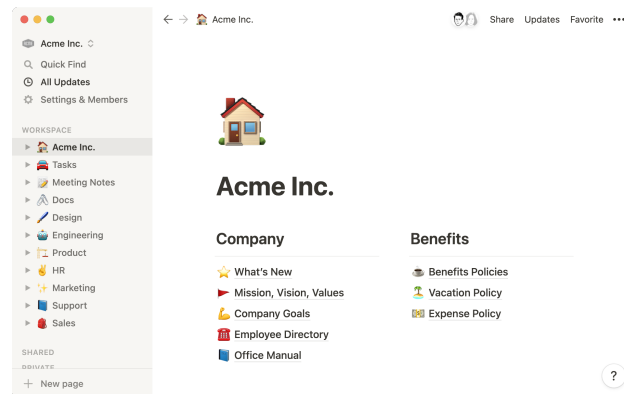 Acme Inc.
Share Updates Favorite
Acme Inc.
Quick Find
All Updates
Settings & Members
WORKSPACE
Acme Inc.
Tasks
Meeting Notes
Docs
Design
Engineering
Product
HR
Marketing
Support
Sales
SHARED
PRIVATE
New page
Acme Inc.
Company
What's New
Mission, Vision, Values
Company Goals
Employee Directory
Office Manual
Benefits
Benefits Policies
Vacation Policy
Expense Policy
?